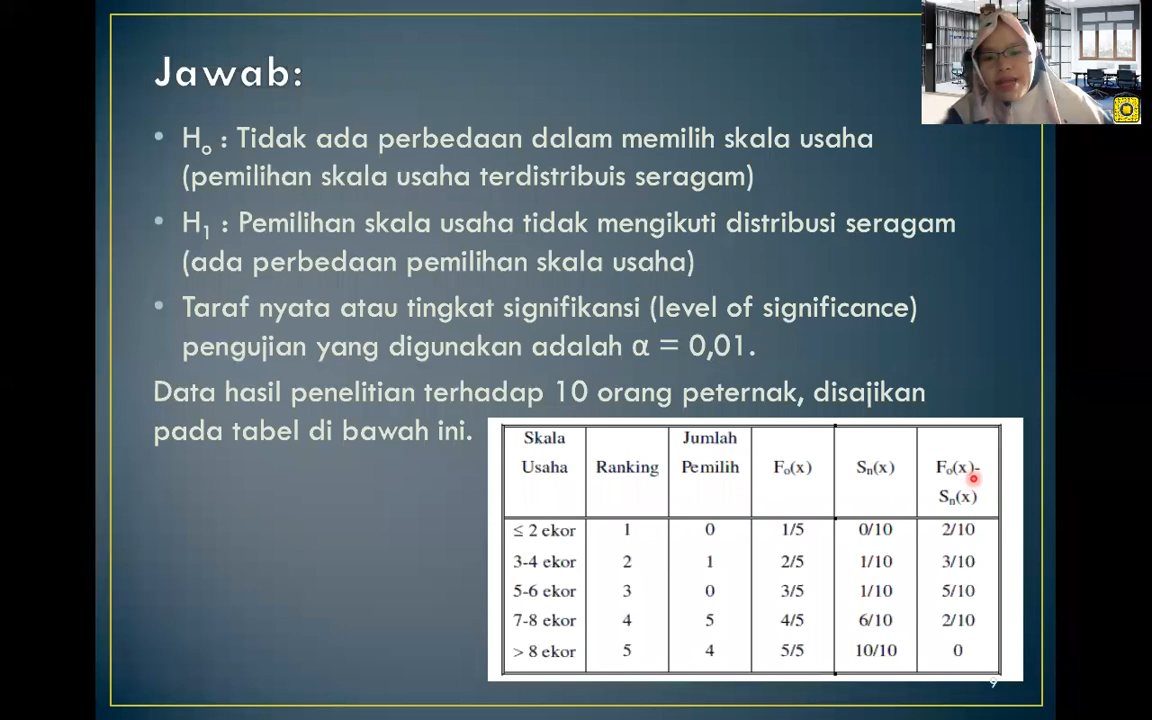 Jawab:
• Ho : Tidak ada perbedaan dalam memilih skala usaha
(pemilihan skala usaha terdistribuis seragam)
• H1 : Pemilihan skala usaha tidak mengikuti distribusi seragam
(ada perbedaan pemilihan skala usaha)
• Taraf nyata atau tingkat signifikansi (level of significance)
pengujian yang digunakan adalah α = 0,01.
Data hasil penelitian terhadap 10 orang peternak, disajikan
pada tabel di bawah ini.
Skala Usaha | Ranking | Jumlah Pemilih | Fo(x) | Sn(x) | Fo(x)-Sn(x)
≤ 2 ekor | 1 | 0 | 1/5 | 0/10 | 2/10
3-4 ekor | 2 | 1 | 2/5 | 1/10 | 3/10
5-6 ekor | 3 | 0 | 3/5 | 1/10 | 5/10
7-8 ekor | 4 | 5 | 4/5 | 6/10 | 2/10
> 8 ekor | 5 | 4 | 5/5 | 10/10 | 0
9